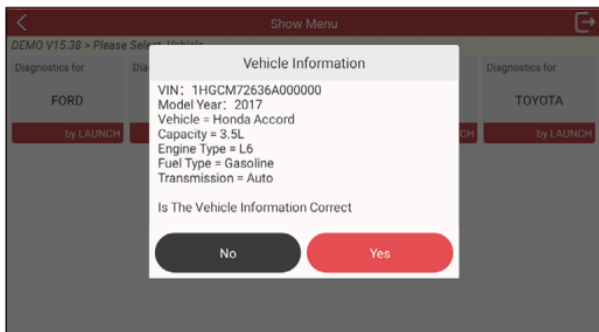 Show Menu
DEMO V15.38 > Please Select Vehicle
Diagnostics for
FORD
by LAUNCH
Vehicle Information
VIN: 1HGCM72636A000000
Model Year: 2017
Vehicle = Honda Accord
Capacity = 3.5L
Engine Type = L6
Fuel Type = Gasoline
Transmission = Auto
Is The Vehicle Information Correct
No
Yes
Diagnostics for
TOYOTA
by LAUNCH